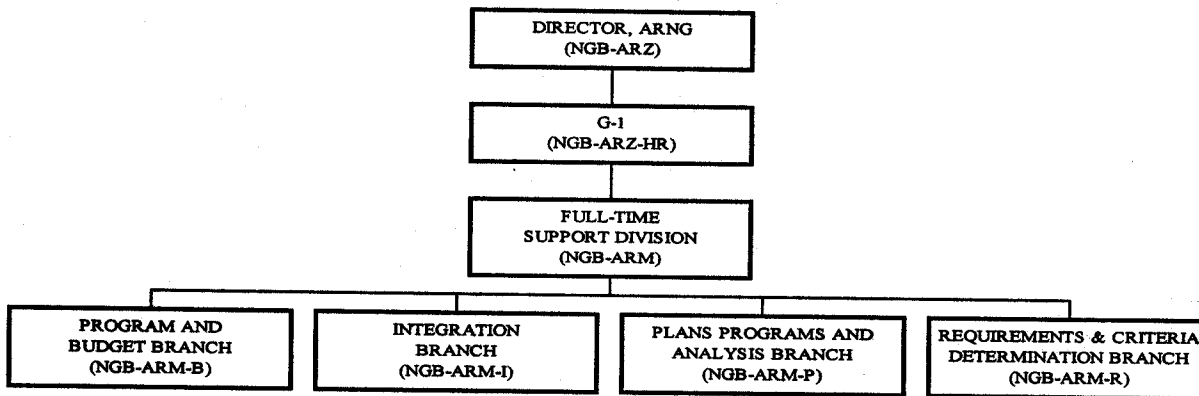 DIRECTOR, ARNG
(NGB-ARZ)
G-1
(NGB-ARZ-HR)
FULL-TIME
SUPPORT DIVISION
(NGB-ARM)
PROGRAM AND
BUDGET BRANCH
(NGB-ARM-B)
INTEGRATION
BRANCH
(NGB-ARM-I)
PLANS PROGRAMS AND
ANALYSIS BRANCH
(NGB-ARM-P)
REQUIREMENTS & CRITERIA
DETERMINATION BRANCH
(NGB-ARM-R)